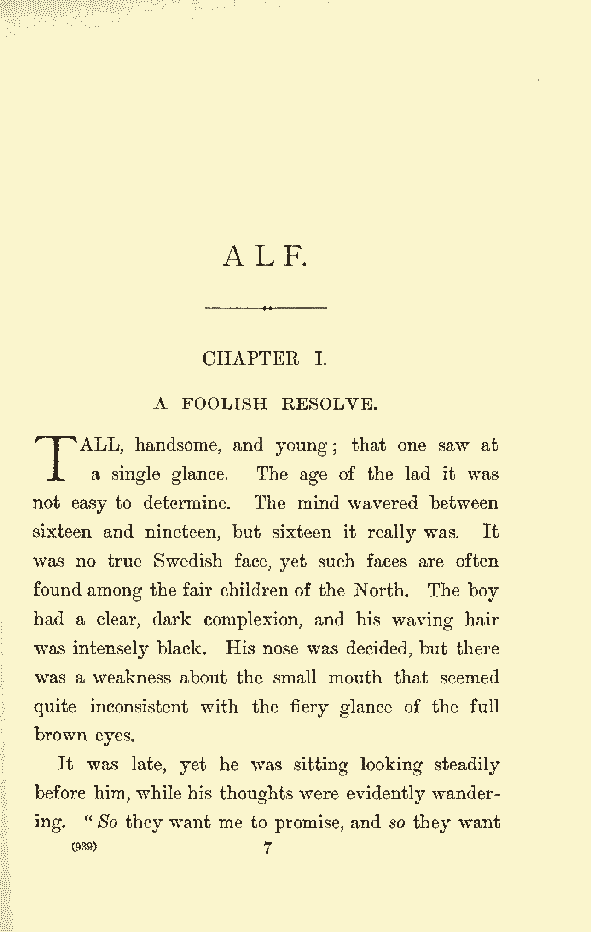 ALF.
CHAPTER I.
A FOOLISH RESOLVE.
TALL, handsome, and young; that one saw at
a single glance. The age of the lad it was
not easy to determine. The mind wavered between
sixteen and nineteen, but sixteen it really was. It
was no true Swedish face, yet such faces are often
found among the fair children of the North. The boy
had a clear, dark complexion, and his waving hair
was intensely black. His nose was decided, but there
was a weakness about the small mouth that seemed
quite inconsistent with the fiery glance of the full
brown eyes.
It was late, yet he was sitting looking steadily
before him, while his thoughts were evidently wander-
ing. "So they want me to promise, and so they want
(939) 7